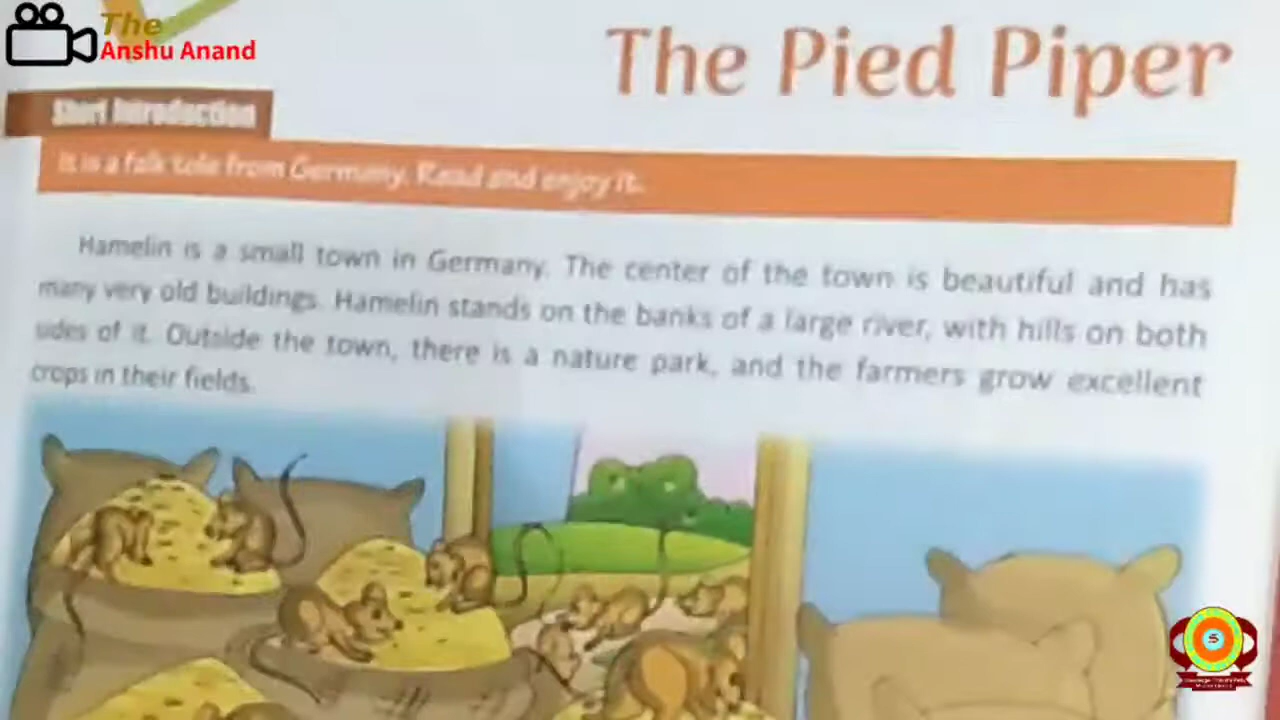 The
Anshu Anand
The Pied Piper
Short Introduction
It is a folk tale from Germany. Read and enjoy it.
Hamelin is a small town in Germany. The center of the town is beautiful and has
many very old buildings. Hamelin stands on the banks of a large river, with hills on both
sides of it. Outside the town, there is a nature park, and the farmers grow excellent
crops in their fields.
S